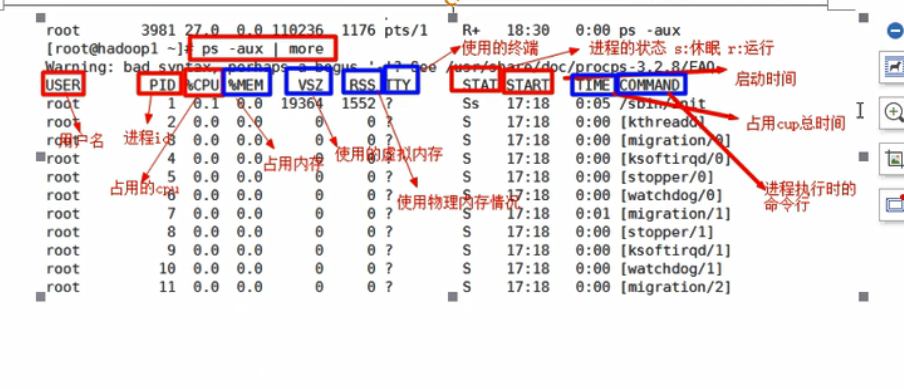 root 3981 27.0 0.0 110236 1176 pts/1 R+ 18:30 0:00 ps -aux
[root@hadoop1 ~]# ps -aux | more
使用的终端
进程的状态 s:休眠 r:运行
Warning: bad syntax, perhaps a bogus '-'? See /usr/share/doc/procps-3.2.8/FAQ
启动时间
USER PID %CPU %MEM VSZ RSS TTY STAT START TIME COMMAND
root 1 0.1 0.0 19364 1552 ? Ss 17:18 0:05 /sbin/init
root 2 0.0 0.0 0 0 ? S 17:18 0:00 [kthreadd]
占用cup总时间
root 3 0.0 0.0 0 0 ? S 17:18 0:00 [migration/0]
用户名
进程id
root 4 0.0 0.0 0 0 ? S 17:18 0:00 [ksoftirqd/0]
占用内存
使用的虚拟内存
root 5 0.0 0.0 0 0 ? S 17:18 0:00 [stopper/0]
占用的cpu
root 6 0.0 0.0 0 0 ? S 17:18 0:00 [watchdog/0]
使用物理内存情况
进程执行时的
命令行
root 7 0.0 0.0 0 0 ? S 17:18 0:01 [migration/1]
root 8 0.0 0.0 0 0 ? S 17:18 0:00 [stopper/1]
root 9 0.0 0.0 0 0 ? S 17:18 0:00 [ksoftirqd/1]
root 10 0.0 0.0 0 0 ? S 17:18 0:00 [watchdog/1]
root 11 0.0 0.0 0 0 ? S 17:18 0:00 [migration/2]